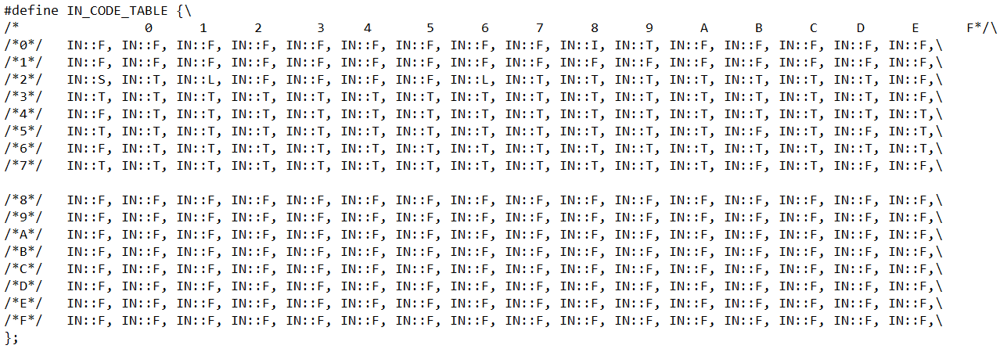 #define IN_CODE_TABLE {\
/* 0 1 2 3 4 5 6 7 8 9 A B C D E F*/\
/*0*/ IN::F, IN::F, IN::F, IN::F, IN::F, IN::F, IN::F, IN::F, IN::F, IN::I, IN::T, IN::F, IN::F, IN::F, IN::F, IN::F,\
/*1*/ IN::F, IN::F, IN::F, IN::F, IN::F, IN::F, IN::F, IN::F, IN::F, IN::F, IN::F, IN::F, IN::F, IN::F, IN::F, IN::F,\
/*2*/ IN::S, IN::T, IN::L, IN::F, IN::F, IN::F, IN::F, IN::L, IN::T, IN::T, IN::T, IN::T, IN::T, IN::T, IN::T, IN::F,\
/*3*/ IN::T, IN::T, IN::T, IN::T, IN::T, IN::T, IN::T, IN::T, IN::T, IN::T, IN::T, IN::T, IN::T, IN::T, IN::T, IN::F,\
/*4*/ IN::F, IN::T, IN::T, IN::T, IN::T, IN::T, IN::T, IN::T, IN::T, IN::T, IN::T, IN::T, IN::T, IN::T, IN::T, IN::T,\
/*5*/ IN::T, IN::T, IN::T, IN::T, IN::T, IN::T, IN::T, IN::T, IN::T, IN::T, IN::T, IN::T, IN::F, IN::T, IN::F, IN::T,\
/*6*/ IN::F, IN::T, IN::T, IN::T, IN::T, IN::T, IN::T, IN::T, IN::T, IN::T, IN::T, IN::T, IN::T, IN::T, IN::T, IN::T,\
/*7*/ IN::T, IN::T, IN::T, IN::T, IN::T, IN::T, IN::T, IN::T, IN::T, IN::T, IN::T, IN::T, IN::F, IN::T, IN::F, IN::F,\
/*8*/ IN::F, IN::F, IN::F, IN::F, IN::F, IN::F, IN::F, IN::F, IN::F, IN::F, IN::F, IN::F, IN::F, IN::F, IN::F, IN::F,\
/*9*/ IN::F, IN::F, IN::F, IN::F, IN::F, IN::F, IN::F, IN::F, IN::F, IN::F, IN::F, IN::F, IN::F, IN::F, IN::F, IN::F,\
/*A*/ IN::F, IN::F, IN::F, IN::F, IN::F, IN::F, IN::F, IN::F, IN::F, IN::F, IN::F, IN::F, IN::F, IN::F, IN::F, IN::F,\
/*B*/ IN::F, IN::F, IN::F, IN::F, IN::F, IN::F, IN::F, IN::F, IN::F, IN::F, IN::F, IN::F, IN::F, IN::F, IN::F, IN::F,\
/*C*/ IN::F, IN::F, IN::F, IN::F, IN::F, IN::F, IN::F, IN::F, IN::F, IN::F, IN::F, IN::F, IN::F, IN::F, IN::F, IN::F,\
/*D*/ IN::F, IN::F, IN::F, IN::F, IN::F, IN::F, IN::F, IN::F, IN::F, IN::F, IN::F, IN::F, IN::F, IN::F, IN::F, IN::F,\
/*E*/ IN::F, IN::F, IN::F, IN::F, IN::F, IN::F, IN::F, IN::F, IN::F, IN::F, IN::F, IN::F, IN::F, IN::F, IN::F, IN::F,\
/*F*/ IN::F, IN::F, IN::F, IN::F, IN::F, IN::F, IN::F, IN::F, IN::F, IN::F, IN::F, IN::F, IN::F, IN::F, IN::F, IN::F,\
};